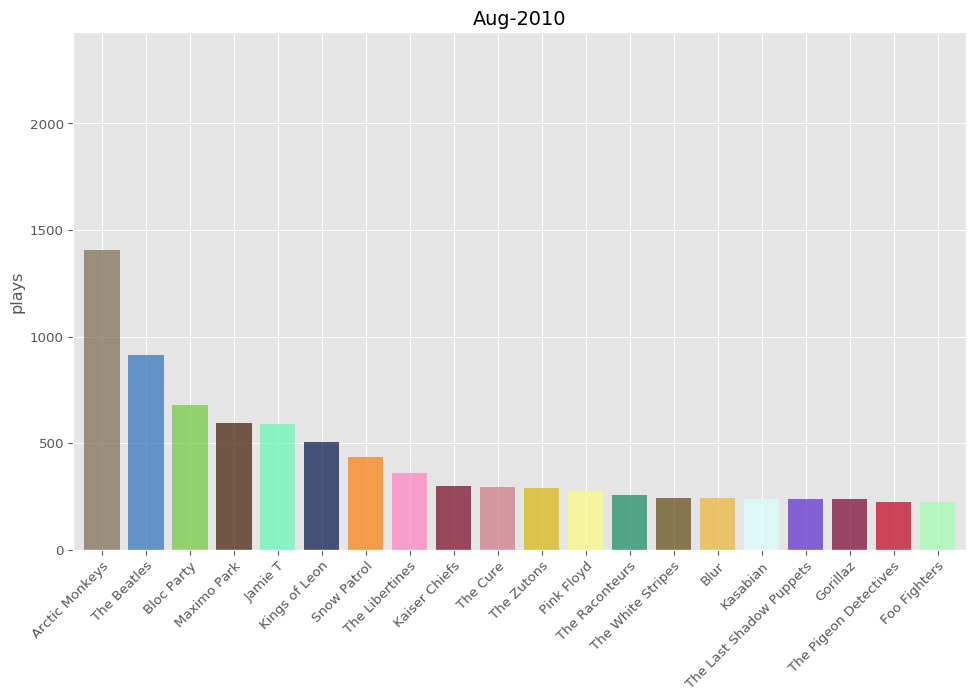 Aug-2010
2000
1500
1000
500
0
plays
Arctic Monkeys
The Beatles
Bloc Party
Maximo Park
Jamie T
Kings of Leon
Snow Patrol
The Libertines
Kaiser Chiefs
The Cure
The Zutons
Pink Floyd
The Raconteurs
The White Stripes
Blur
Kasabian
The Last Shadow Puppets
Gorillaz
The Pigeon Detectives
Foo Fighters